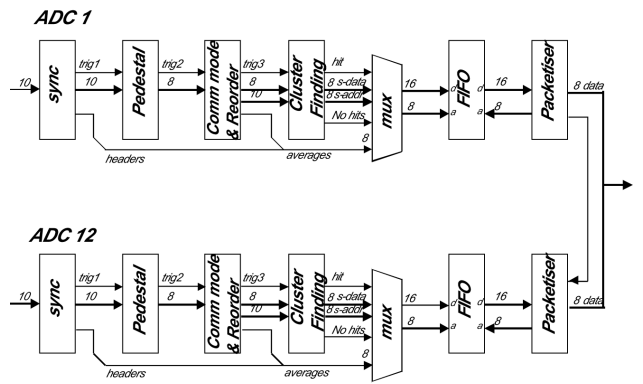 ADC 1
10
sync
trig1
10
Pedestal
trig2
8
Comm mode
& Reorder
trig3
8
10
Cluster
Finding
hit
8 s-data
8 s-addr
No hits
8
mux
16
8
d
a
FIFO
d
a
16
8
Packetiser
8 data
headers
averages
ADC 12
10
sync
trig1
10
Pedestal
trig2
8
Comm mode
& Reorder
trig3
8
10
Cluster
Finding
hit
8 s-data
8 s-addr
No hits
8
mux
16
8
d
a
FIFO
d
a
16
8
Packetiser
8 data
headers
averages